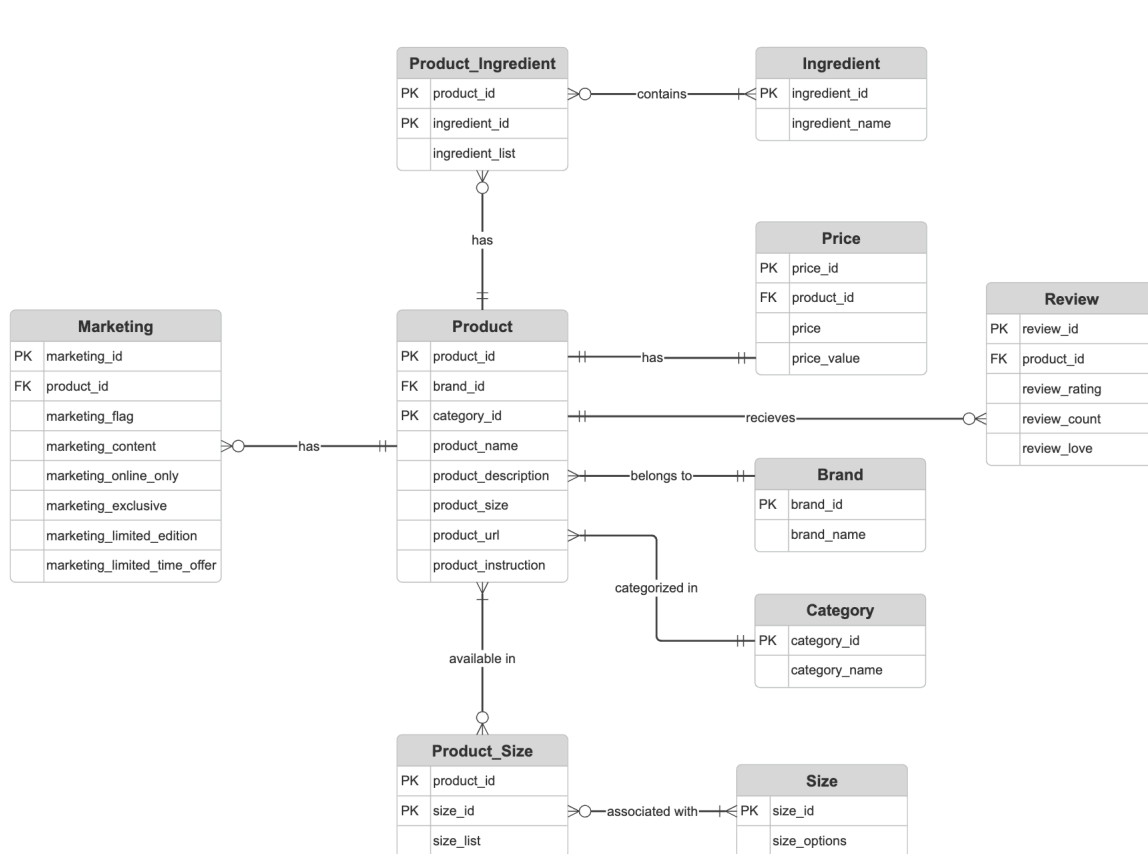 Product_Ingredient
PK product_id
PK ingredient_id
ingredient_list
contains
Ingredient
PK ingredient_id
ingredient_name
has
Price
PK price_id
FK product_id
price
price_value
Review
PK review_id
FK product_id
review_rating
review_count
review_love
Marketing
PK marketing_id
FK product_id
marketing_flag
marketing_content
marketing_online_only
marketing_exclusive
marketing_limited_edition
marketing_limited_time_offer
has
Product
PK product_id
FK brand_id
PK category_id
product_name
product_description
product_size
product_url
product_instruction
has
recieves
belongs to
Brand
PK brand_id
brand_name
categorized in
Category
PK category_id
category_name
available in
Product_Size
PK product_id
PK size_id
size_list
associated with
Size
PK size_id
size_options